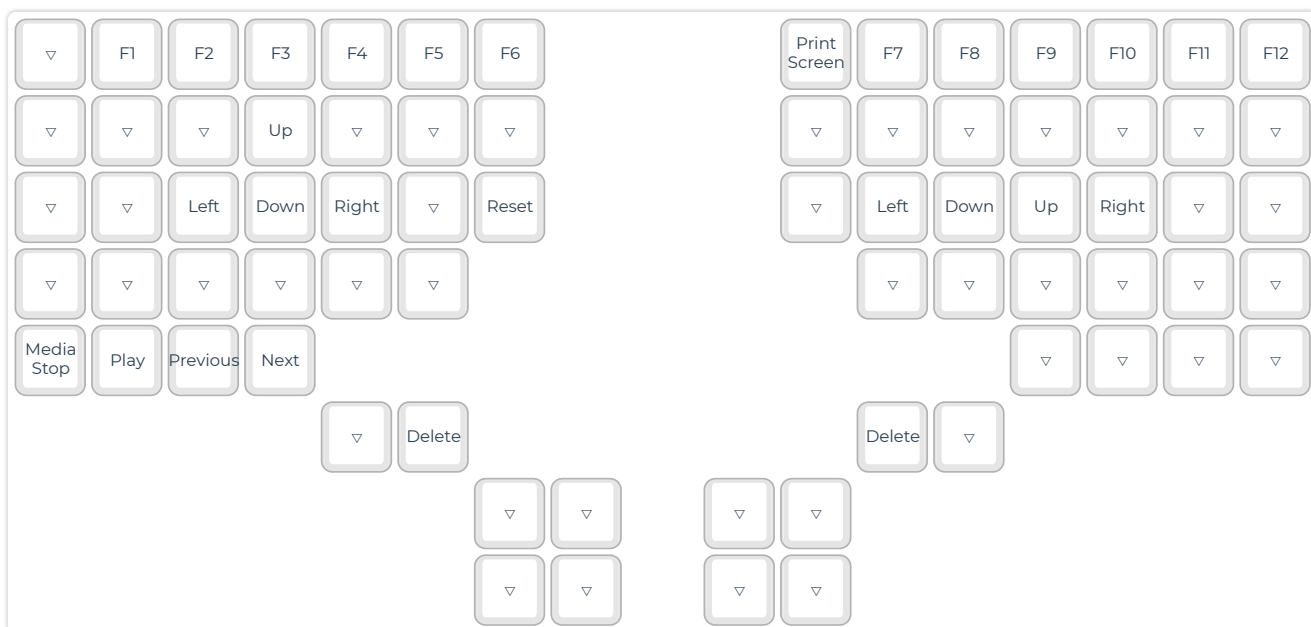 ▽ F1 F2 F3 F4 F5 F6 Print Screen F7 F8 F9 F10 F11 F12
▽ ▽ ▽ Up ▽ ▽ ▽ ▽ ▽ ▽ ▽ ▽ ▽ ▽
▽ ▽ Left Down Right ▽ Reset ▽ Left Down Up Right ▽ ▽
▽ ▽ ▽ ▽ ▽ ▽ ▽ ▽ ▽ ▽ ▽ ▽
Media Stop Play Previous Next ▽ ▽ ▽ ▽
▽ Delete Delete ▽
▽ ▽ ▽ ▽
▽ ▽ ▽ ▽